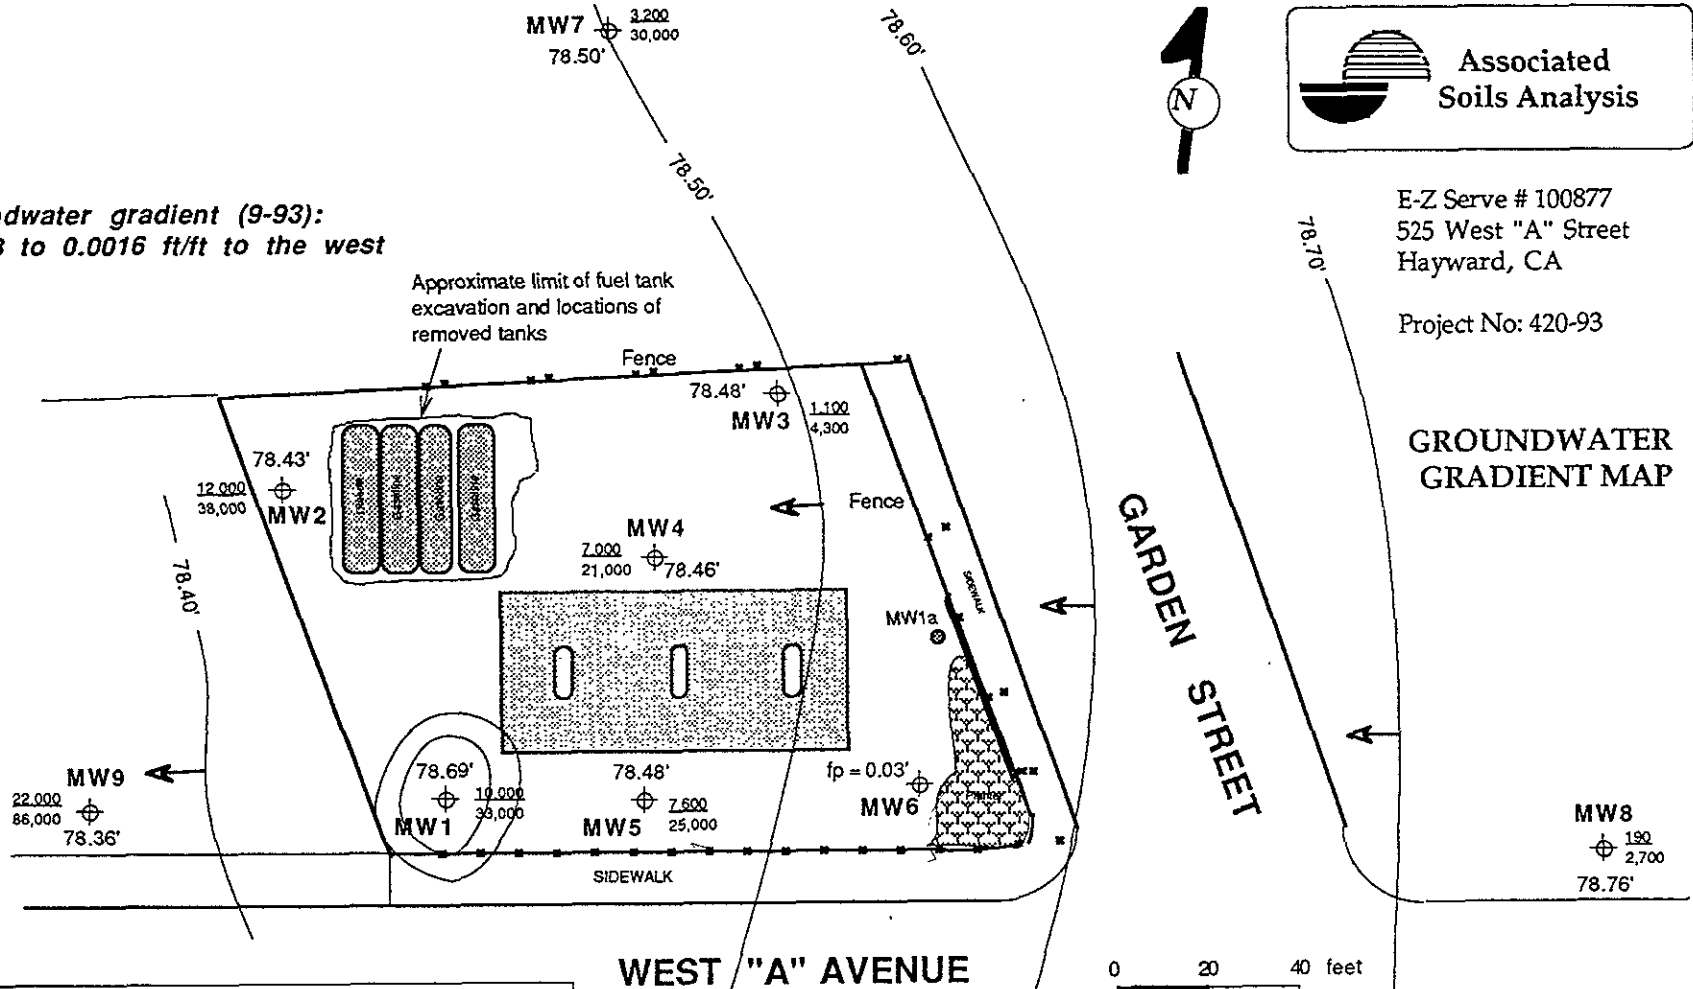 MW7
3,200
30,000
78.50'
78.60'
N
Associated
Soils Analysis
78.50'
dwater gradient (9-93):
to 0.0016 ft/ft to the west
E-Z Serve # 100877
525 West "A" Street
Hayward, CA
Project No: 420-93
78.70'
Approximate limit of fuel tank
excavation and locations of
removed tanks
Fence
78.48'
MW3
1,100
4,300
GROUNDWATER
GRADIENT MAP
78.43'
12,000
38,000
MW2
Gasoline
Gasoline
Gasoline
Fence
MW4
7,000
21,000
78.46'
78.40'
SIDEWALK
MW1a
GARDEN STREET
MW9
22,000
86,000
78.36'
78.69'
10,000
33,000
MW1
78.48'
MW5
7,600
25,000
fp = 0.03'
MW6
Planter
MW8
190
2,700
78.76'
SIDEWALK
WEST "A" AVENUE
0 20 40 feet